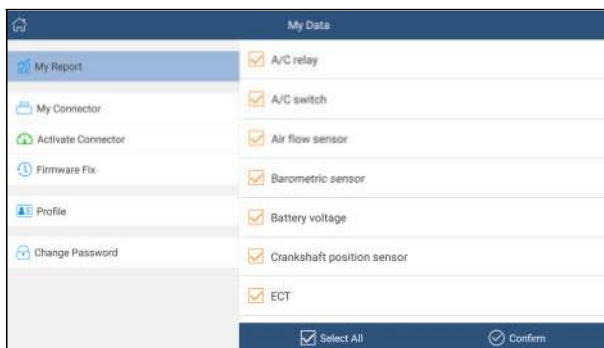 My Data
My Report
My Connector
Activate Connector
Firmware Fix
Profile
Change Password
A/C relay
A/C switch
Air flow sensor
Barometric sensor
Battery voltage
Crankshaft position sensor
ECT
Select All
Confirm